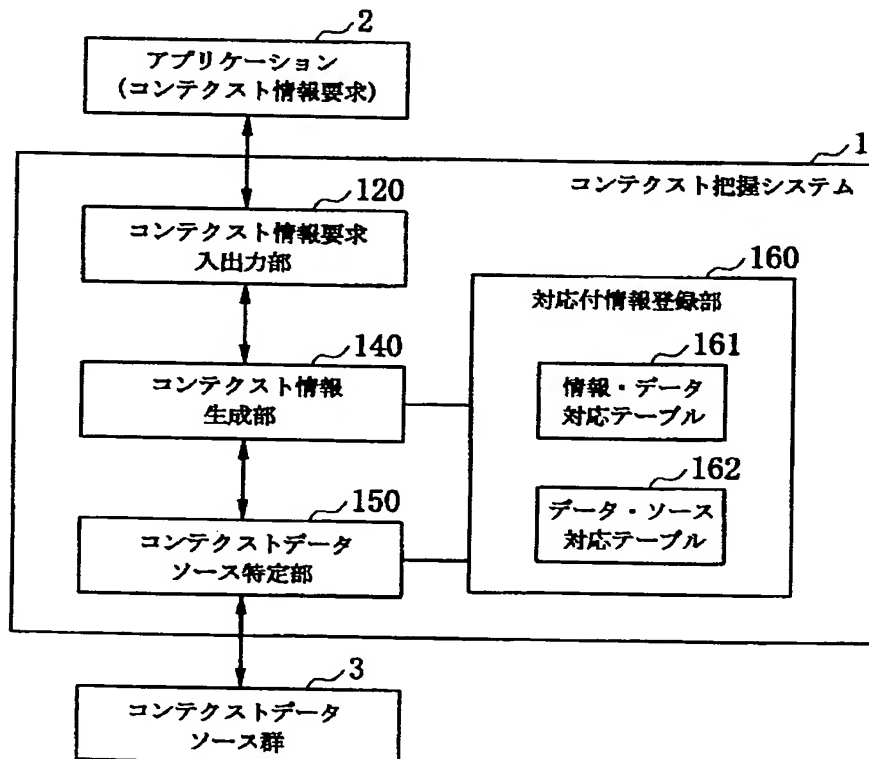 2
アプリケーション
(コンテクスト情報要求)
1
コンテクスト把握システム
120
コンテクスト情報要求
入出力部
160
対応付情報登録部
140
コンテクスト情報
生成部
161
情報・データ
対応テーブル
150
コンテクストデータ
ソース特定部
162
データ・ソース
対応テーブル
3
コンテクストデータ
ソース群